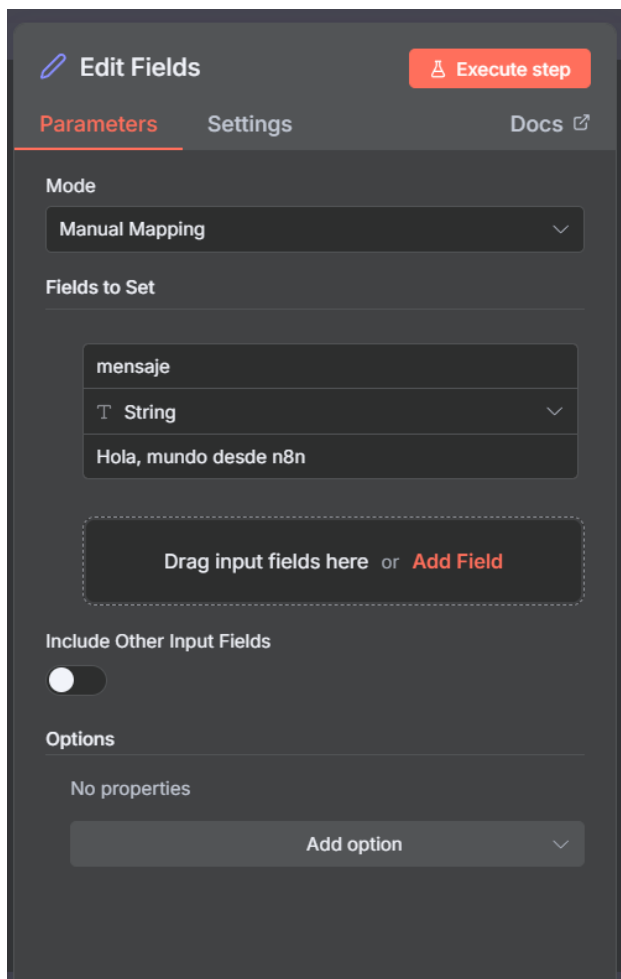 Edit Fields
Execute step
Parameters Settings Docs
Mode
Manual Mapping
Fields to Set
mensaje
T String
Hola, mundo desde n8n
Drag input fields here or Add Field
Include Other Input Fields
Options
No properties
Add option